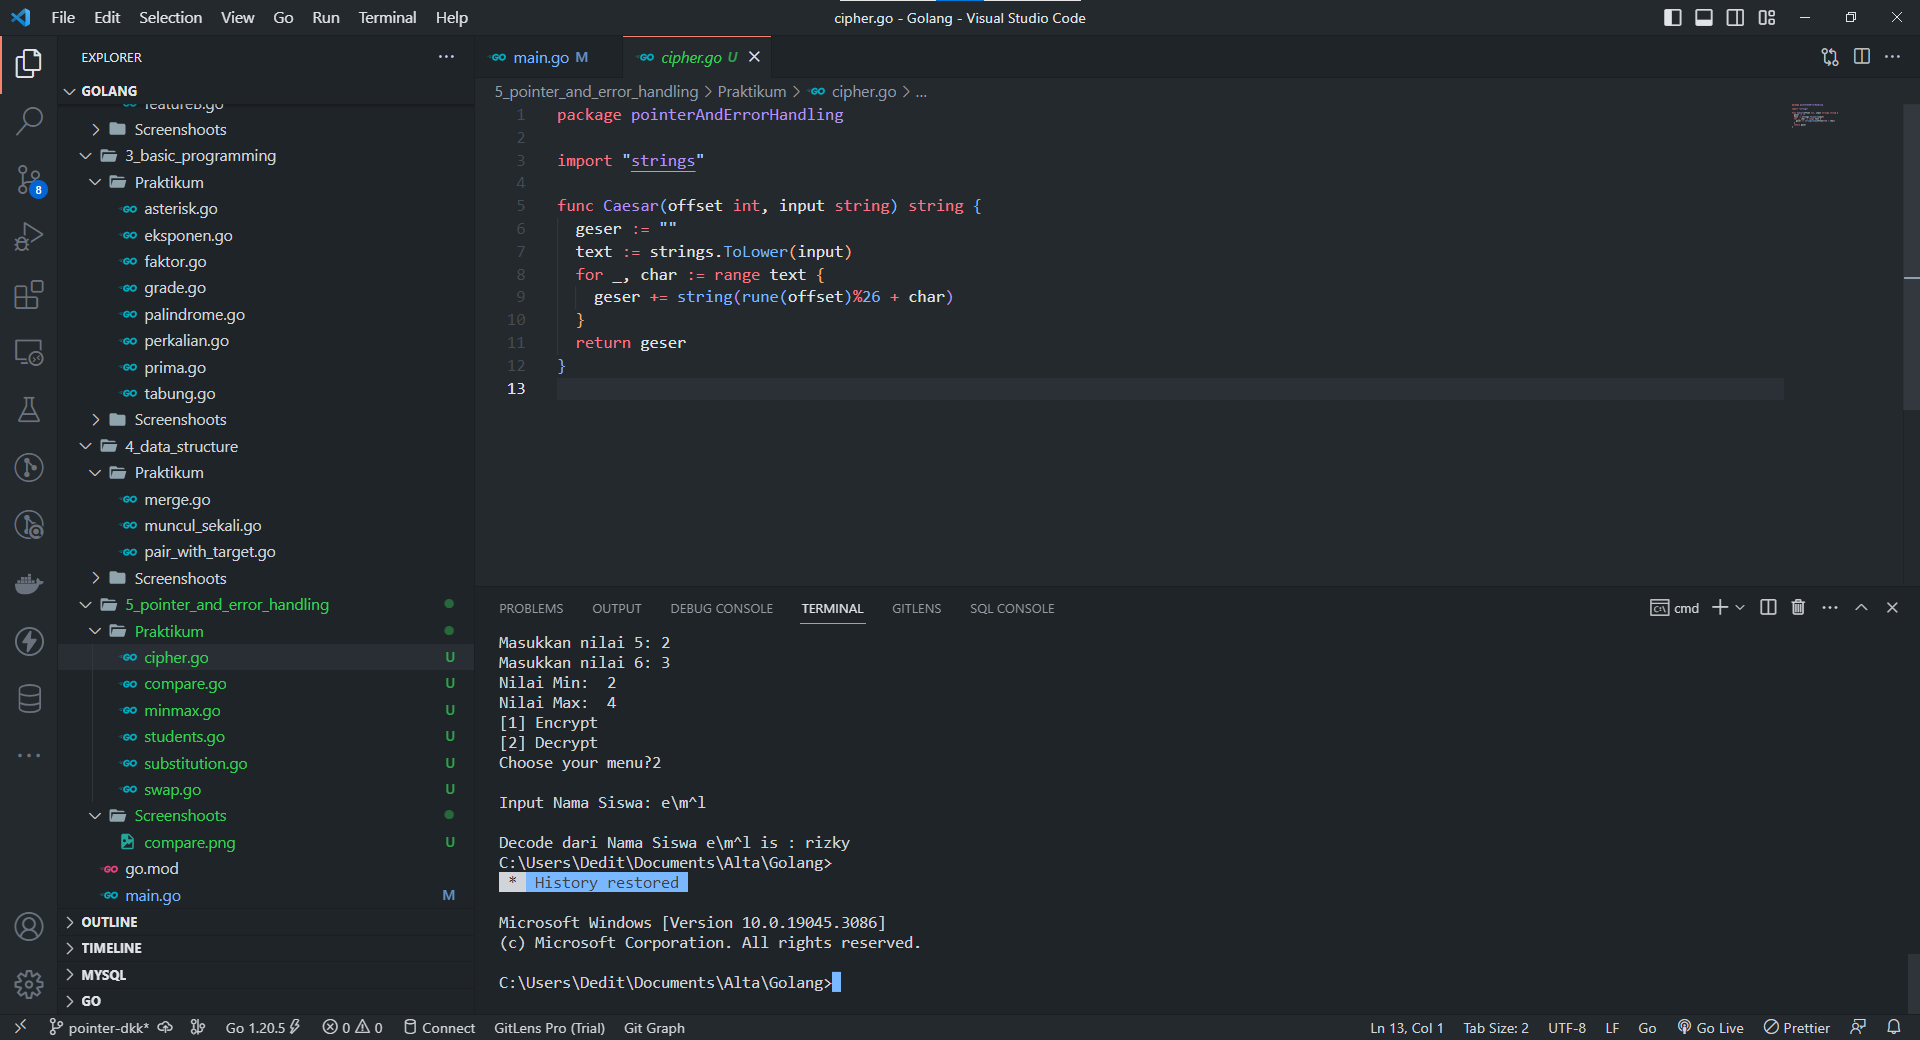 File Edit Selection View Go Run Terminal Help
cipher.go - Golang - Visual Studio Code
EXPLORER
GOLANG
featureB.go
Screenshoots
3_basic_programming
Praktikum
asterisk.go
eksponen.go
faktor.go
grade.go
palindrome.go
perkalian.go
prima.go
tabung.go
Screenshoots
4_data_structure
Praktikum
merge.go
muncul_sekali.go
pair_with_target.go
Screenshoots
5_pointer_and_error_handling
Praktikum
cipher.go U
compare.go U
minmax.go U
students.go U
substitution.go U
swap.go U
Screenshoots
compare.png U
go.mod
main.go M
OUTLINE
TIMELINE
MYSQL
GO
8
main.go M
cipher.go U
5_pointer_and_error_handling > Praktikum > cipher.go > ...
1 package pointerAndErrorHandling
2
3 import "strings"
4
5 func Caesar(offset int, input string) string {
6 geser := ""
7 text := strings.ToLower(input)
8 for _, char := range text {
9 geser += string(rune(offset)%26 + char)
10 }
11 return geser
12 }
13
PROBLEMS OUTPUT DEBUG CONSOLE TERMINAL GITLENS SQL CONSOLE
cmd
Masukkan nilai 5: 2
Masukkan nilai 6: 3
Nilai Min:  2
Nilai Max:  4
[1] Encrypt
[2] Decrypt
Choose your menu?2
Input Nama Siswa: e\m^l
Decode dari Nama Siswa e\m^l is : rizky
C:\Users\Dedit\Documents\Alta\Golang>
* History restored
Microsoft Windows [Version 10.0.19045.3086]
(c) Microsoft Corporation. All rights reserved.
C:\Users\Dedit\Documents\Alta\Golang>
pointer-dkk* Go 1.20.5 0 0 Connect GitLens Pro (Trial) Git Graph
Ln 13, Col 1 Tab Size: 2 UTF-8 LF Go Go Live Prettier